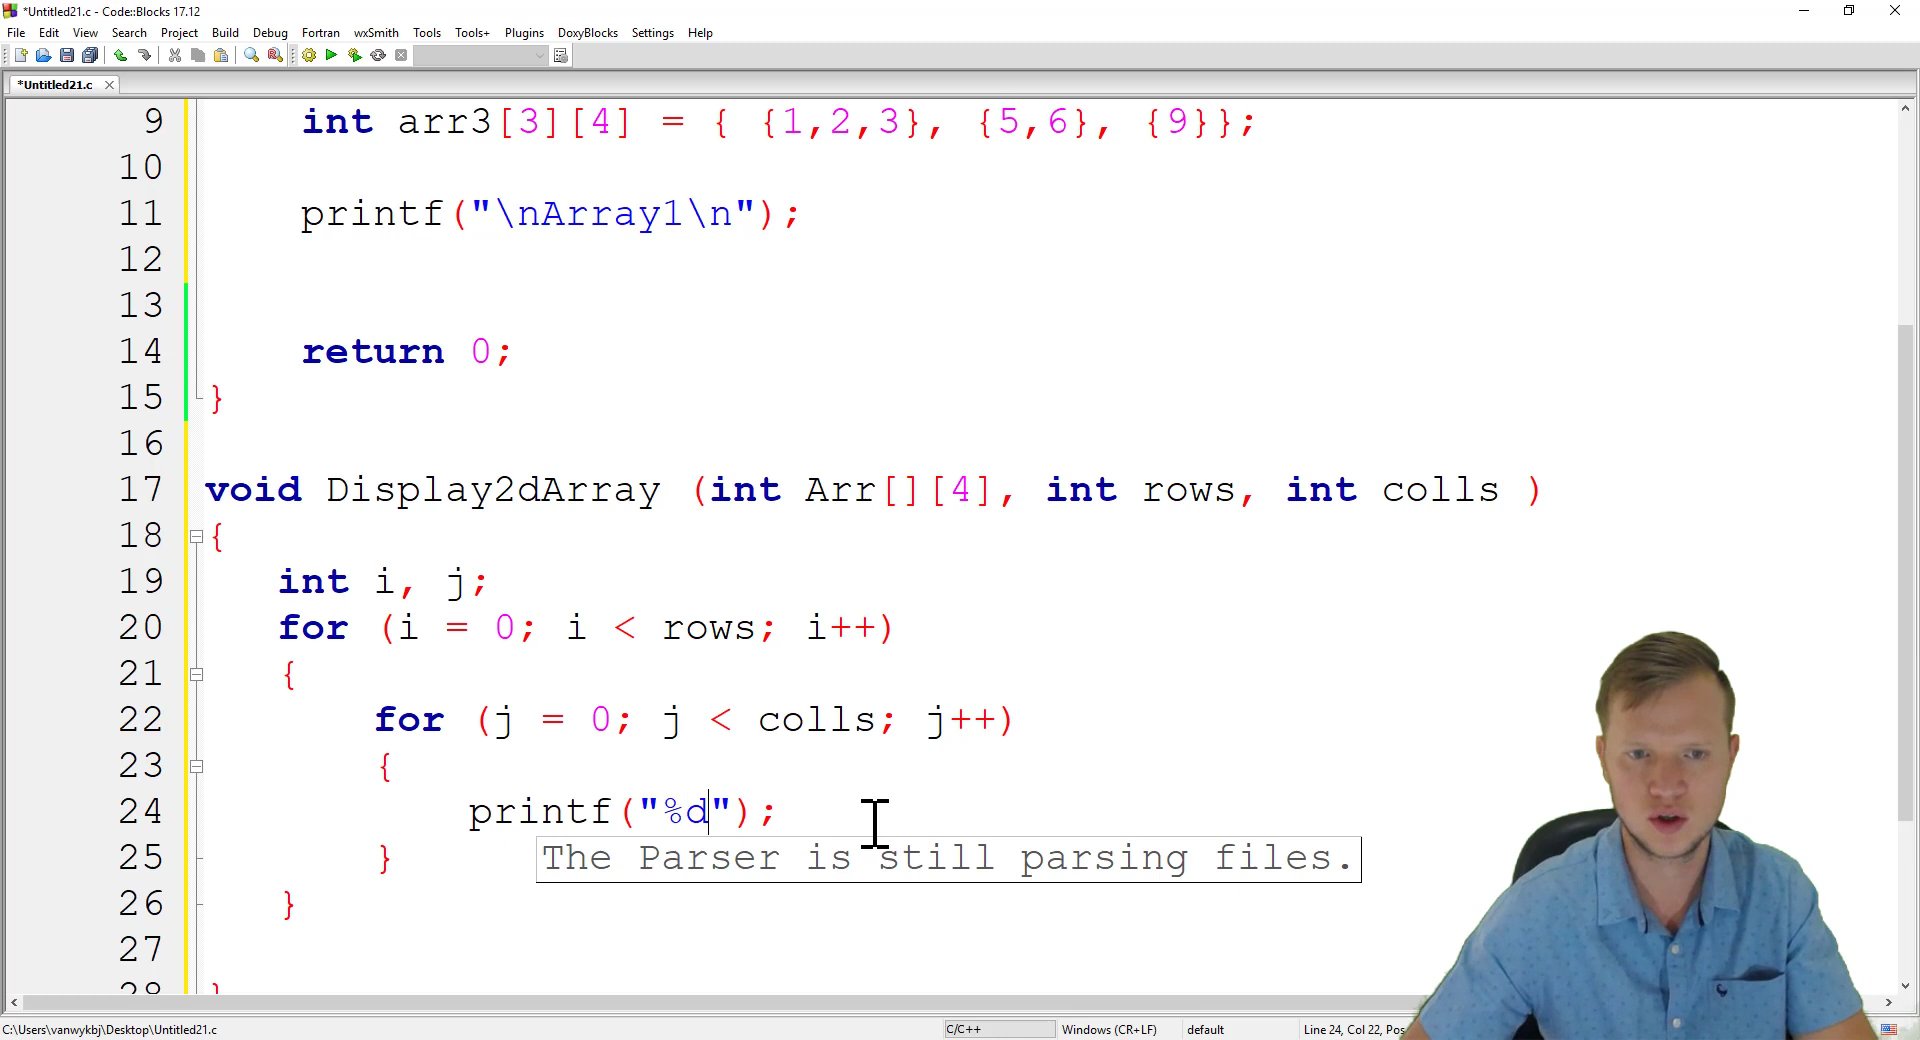 *Untitled21.c - Code::Blocks 17.12
File Edit View Search Project Build Debug Fortran wxSmith Tools Tools+ Plugins DoxyBlocks Settings Help
*Untitled21.c
9 int arr3[3][4] = { {1,2,3}, {5,6}, {9}};
10
11 printf("\nArray1\n");
12
13
14 return 0;
15 }
16
17 void Display2dArray (int Arr[][4], int rows, int colls )
18 {
19 int i, j;
20 for (i = 0; i < rows; i++)
21 {
22 for (j = 0; j < colls; j++)
23 {
24 printf("%d");
The Parser is still parsing files.
25 }
26 }
27
28 }
C:\Users\vanwykbj\Desktop\Untitled21.c C/C++ Windows (CR+LF) default Line 24, Col 22, Pos